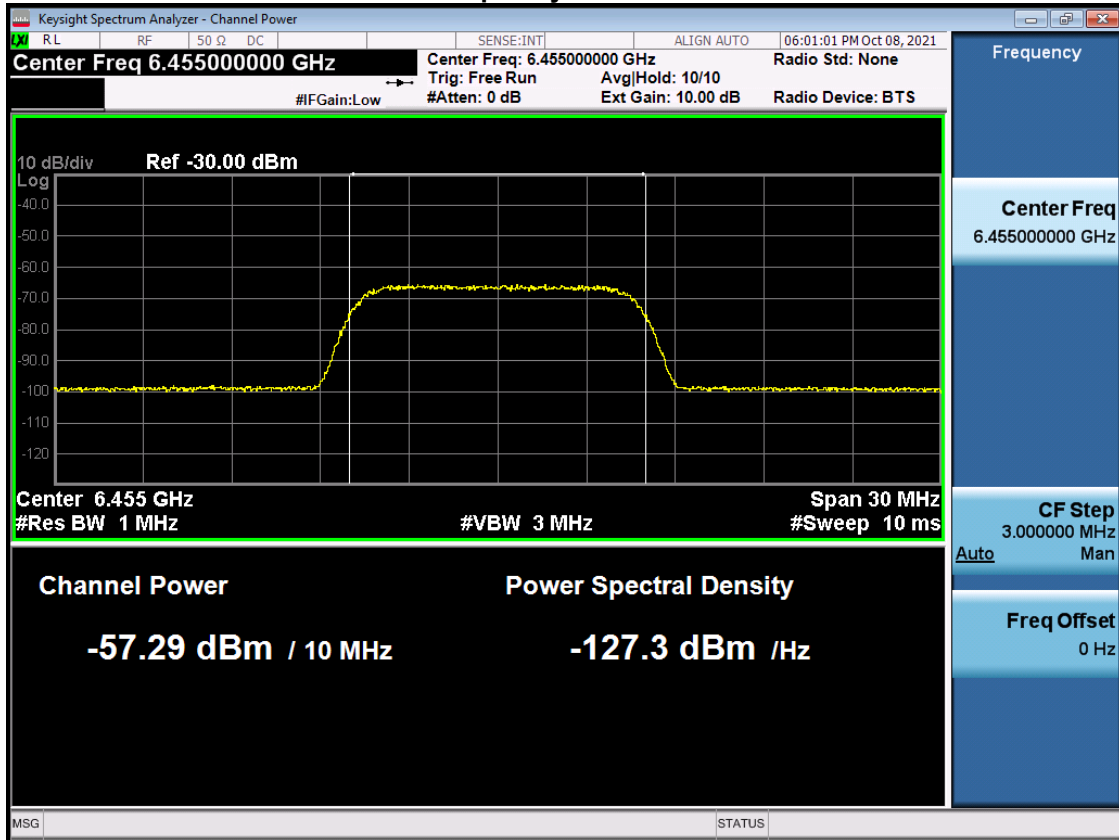 Keysight Spectrum Analyzer - Channel Power
LXI RL RF 50 Ω DC SENSE:INT ALIGN AUTO 06:01:01 PM Oct 08, 2021
Center Freq 6.455000000 GHz
#IFGain:Low
Center Freq: 6.455000000 GHz
Trig: Free Run Avg|Hold: 10/10
#Atten: 0 dB Ext Gain: 10.00 dB
Radio Std: None
Radio Device: BTS
10 dB/div Ref -30.00 dBm
Log
-40.0
-50.0
-60.0
-70.0
-80.0
-90.0
-100
-110
-120
Center 6.455 GHz Span 30 MHz
#Res BW 1 MHz #VBW 3 MHz #Sweep 10 ms
Channel Power Power Spectral Density
-57.29 dBm / 10 MHz -127.3 dBm /Hz
Frequency
Center Freq
6.455000000 GHz
CF Step
3.000000 MHz
Auto Man
Freq Offset
0 Hz
MSG STATUS